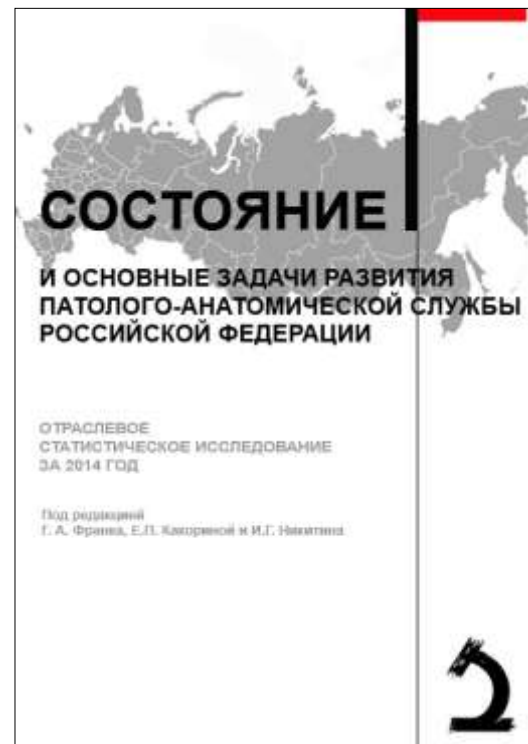 СОСТОЯНИЕ
И ОСНОВНЫЕ ЗАДАЧИ РАЗВИТИЯ
ПАТОЛОГО-АНАТОМИЧЕСКОЙ СЛУЖБЫ
РОССИЙСКОЙ ФЕДЕРАЦИИ
ОТРАСЛЕВОЕ
СТАТИСТИЧЕСКОЕ ИССЛЕДОВАНИЕ
ЗА 2014 ГОД
Под редакцией
Г. А. Франка, Е.П. Какориной и И.Г. Никитина